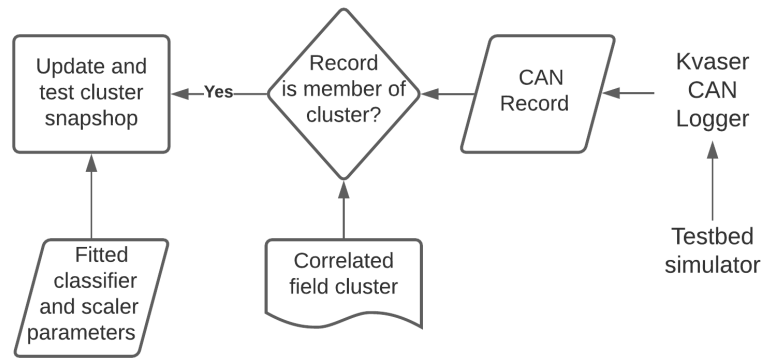 Update and
test cluster
snapshop
Yes
Record
is member of
cluster?
CAN
Record
Kvaser
CAN
Logger
Fitted
classifier
and scaler
parameters
Correlated
field cluster
Testbed
simulator